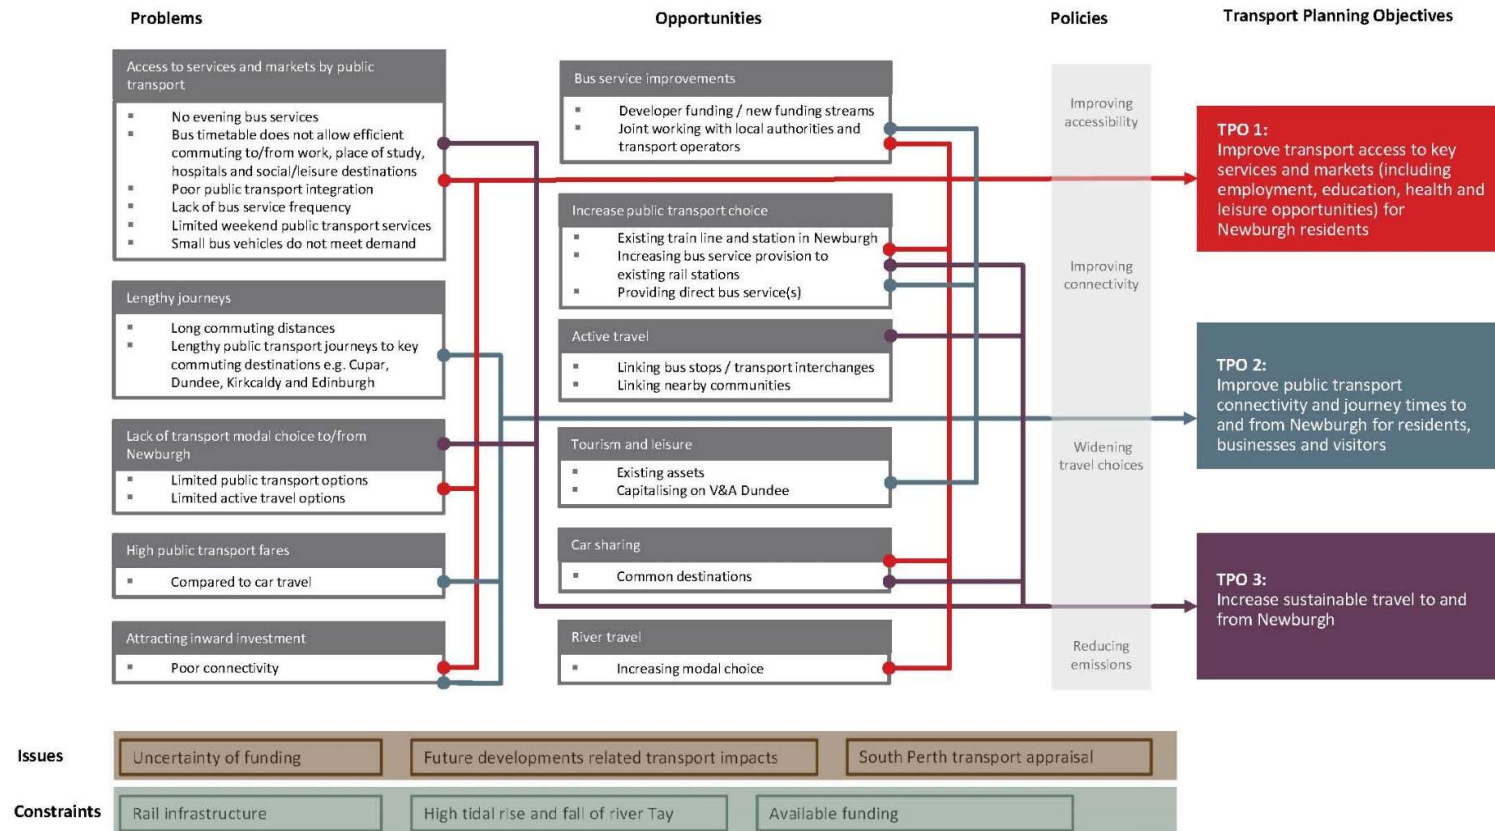 Problems
Opportunities
Policies
Transport Planning Objectives
Access to services and markets by public
transport
▪ No evening bus services
▪ Bus timetable does not allow efficient
commuting to/from work, place of study,
hospitals and social/leisure destinations
▪ Poor public transport integration
▪ Lack of bus service frequency
▪ Limited weekend public transport services
▪ Small bus vehicles do not meet demand
Lengthy journeys
▪ Long commuting distances
▪ Lengthy public transport journeys to key
commuting destinations e.g. Cupar,
Dundee, Kirkcaldy and Edinburgh
Lack of transport modal choice to/from
Newburgh
▪ Limited public transport options
▪ Limited active travel options
High public transport fares
▪ Compared to car travel
Attracting inward investment
▪ Poor connectivity
Bus service improvements
▪ Developer funding / new funding streams
▪ Joint working with local authorities and
transport operators
Increase public transport choice
▪ Existing train line and station in Newburgh
▪ Increasing bus service provision to
existing rail stations
▪ Providing direct bus service(s)
Active travel
▪ Linking bus stops / transport interchanges
▪ Linking nearby communities
Tourism and leisure
▪ Existing assets
▪ Capitalising on V&A Dundee
Car sharing
▪ Common destinations
River travel
▪ Increasing modal choice
Improving
accessibility
Improving
connectivity
Widening
travel choices
Reducing
emissions
TPO 1:
Improve transport access to key
services and markets (including
employment, education, health and
leisure opportunities) for
Newburgh residents
TPO 2:
Improve public transport
connectivity and journey times to
and from Newburgh for residents,
businesses and visitors
TPO 3:
Increase sustainable travel to and
from Newburgh
Issues
Uncertainty of funding
Future developments related transport impacts
South Perth transport appraisal
Constraints
Rail infrastructure
High tidal rise and fall of river Tay
Available funding